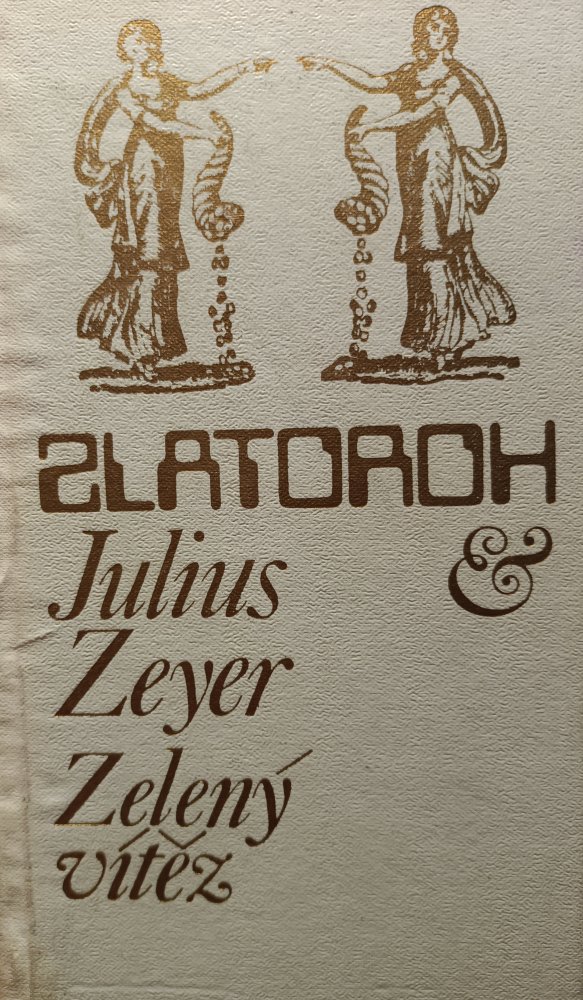 ZLATOROH
Julius &
Zeyer
Zelený
vítěz